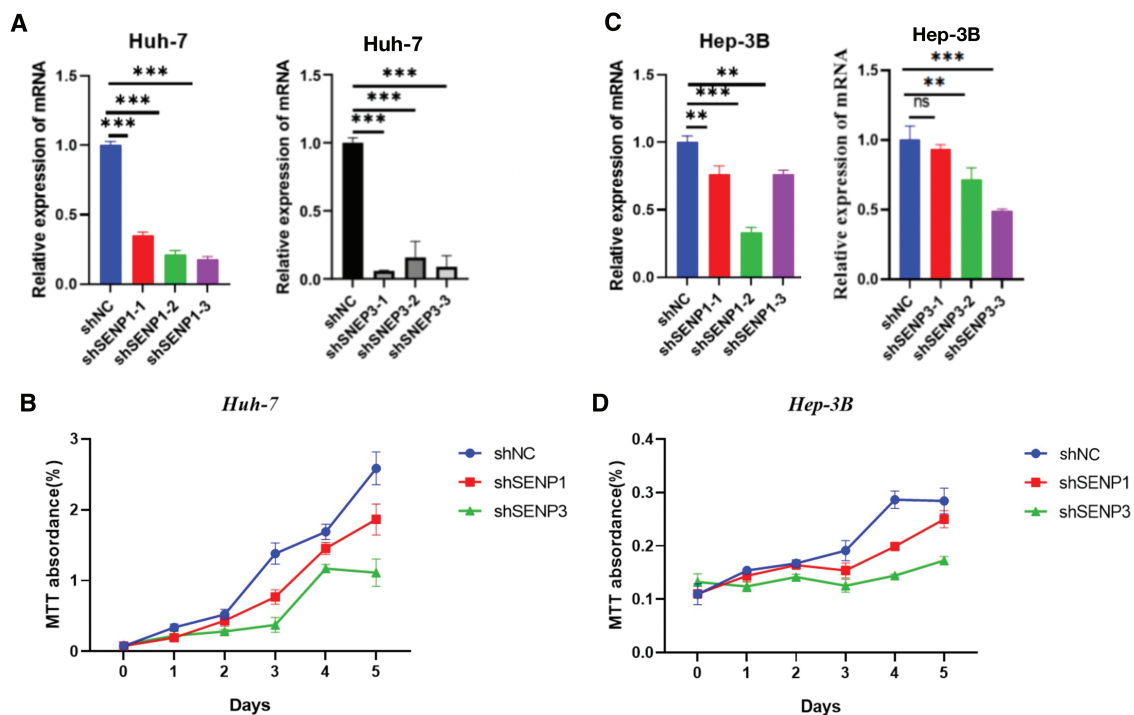 A
Huh-7
Relative expression of mRNA
1.5
1.0
0.5
0.0
***
***
***
shNC
shSENP1-1
shSENP1-2
shSENP1-3
Huh-7
Relative expression of mRNA
1.5
1.0
0.5
0.0
***
***
***
shNC
shSNEP3-1
shSNEP3-2
shSNEP3-3
C
Hep-3B
Relative expression of mRNA
1.5
1.0
0.5
0.0
**
***
**
shNC
shSENP1-1
shSENP1-2
shSENP1-3
Hep-3B
Relative expression of mRNA
1.5
1.0
0.5
0.0
***
**
ns
shNC
shSENP3-1
shSENP3-2
shSENP3-3
B
Huh-7
MTT absordance(%)
3
2
1
0
0 1 2 3 4 5
Days
shNC
shSENP1
shSENP3
D
Hep-3B
MTT absordance(%)
0.4
0.3
0.2
0.1
0.0
0 1 2 3 4 5
Days
shNC
shSENP1
shSENP3